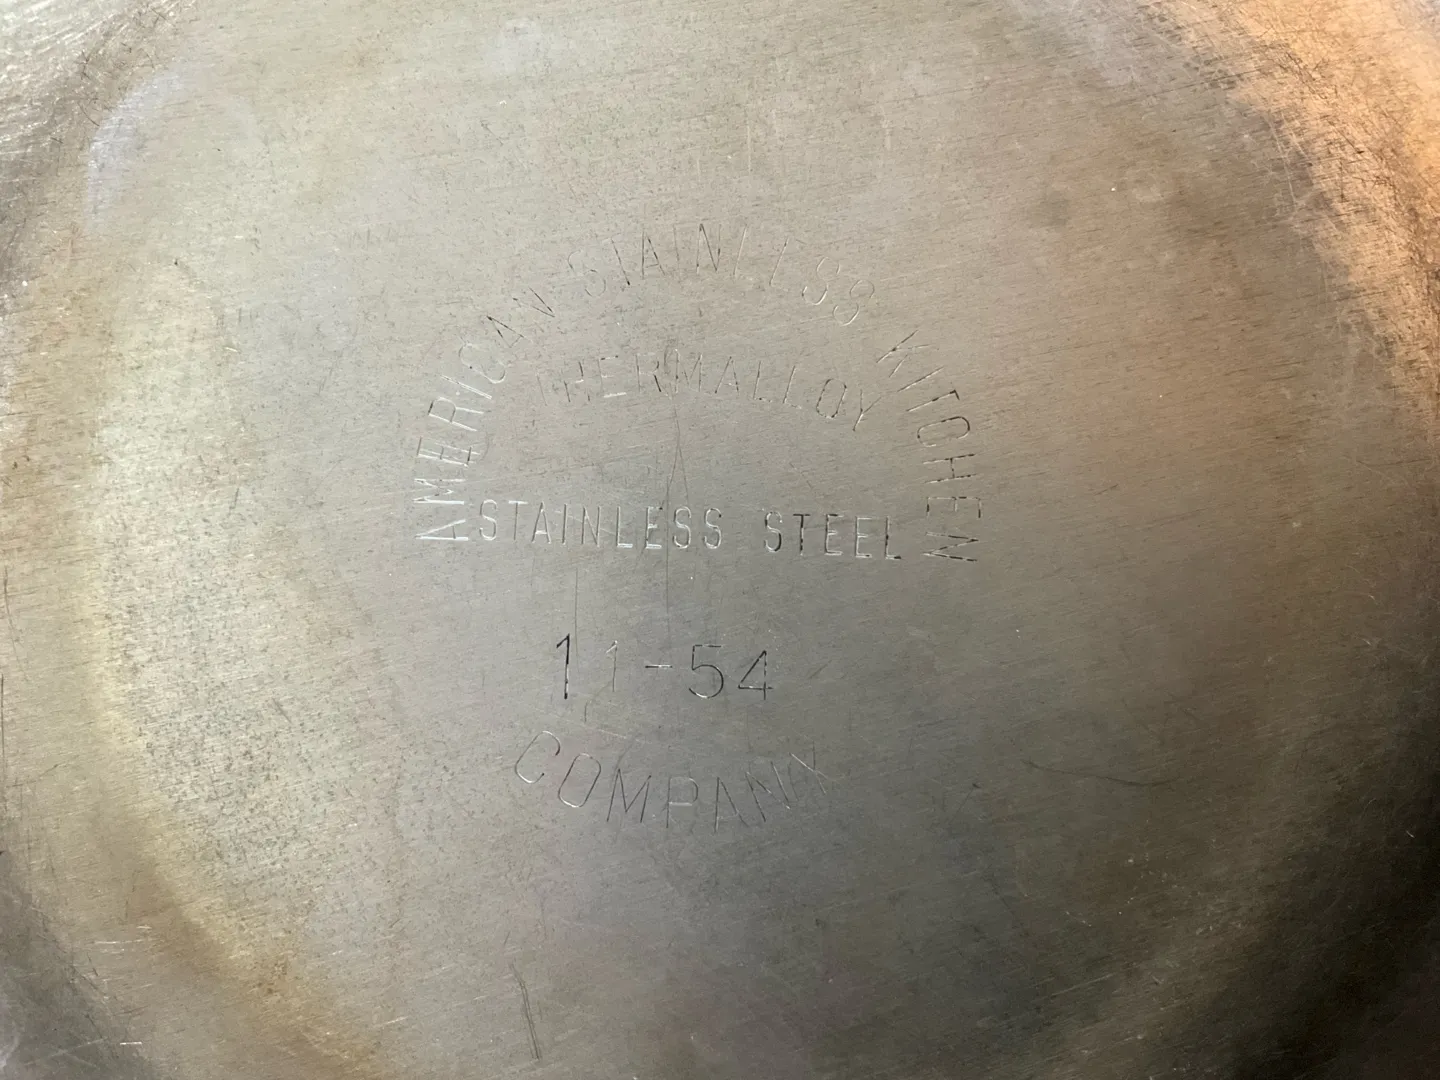 AMERICAN STAINLESS KITCHEN
THERMALLOY
STAINLESS STEEL
11-54
COMPANY